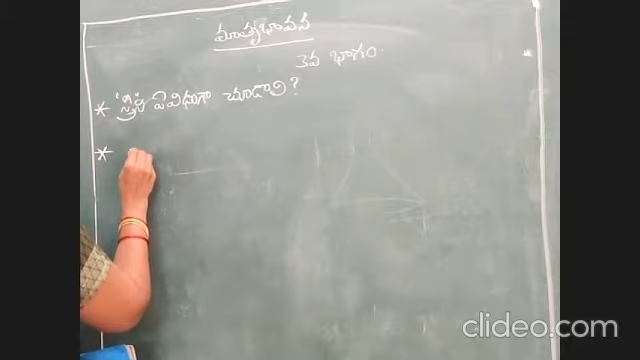 మాతృభావన
3వ భాగం
* 'స్త్రీ'ని ఏవిధంగా చూడాలి?
*
clideo.com